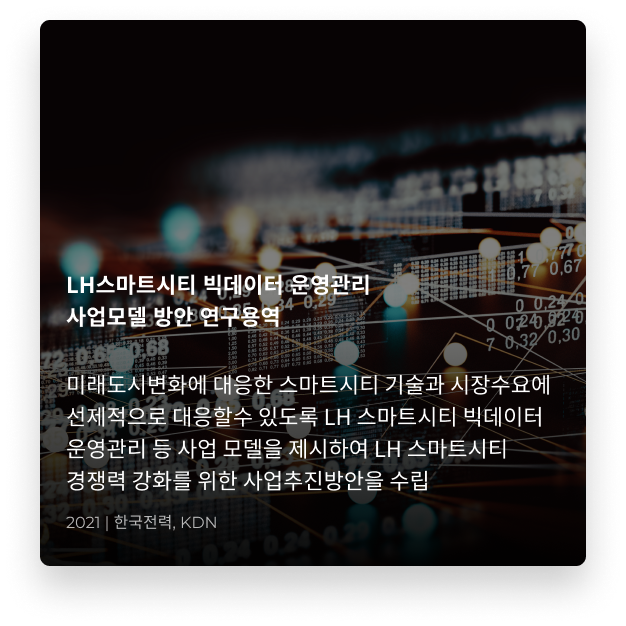 LH스마트시티 빅데이터 운영관리
사업모델 방안 연구용역
미래도시변화에 대응한 스마트시티 기술과 시장수요에
선제적으로 대응할수 있도록 LH 스마트시티 빅데이터
운영관리 등 사업 모델을 제시하여 LH 스마트시티
경쟁력 강화를 위한 사업추진방안을 수립
2021 | 한국전력, KDN